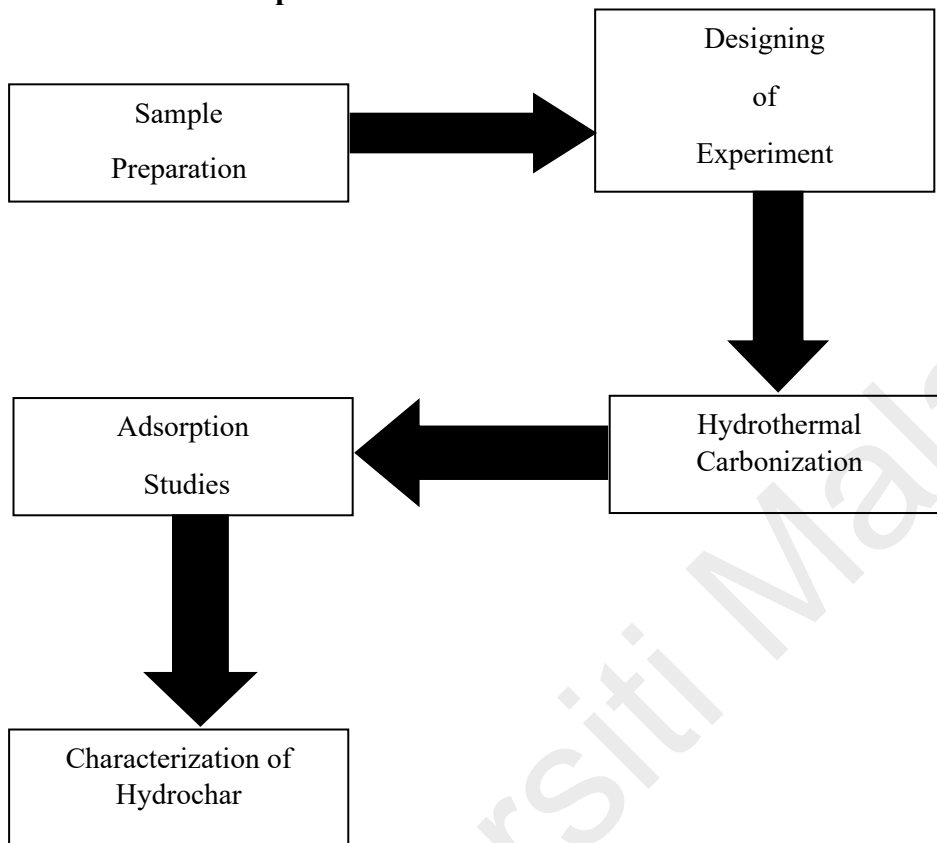 Sample
Preparation
Designing
of
Experiment
Hydrothermal
Carbonization
Adsorption
Studies
Characterization of
Hydrochar